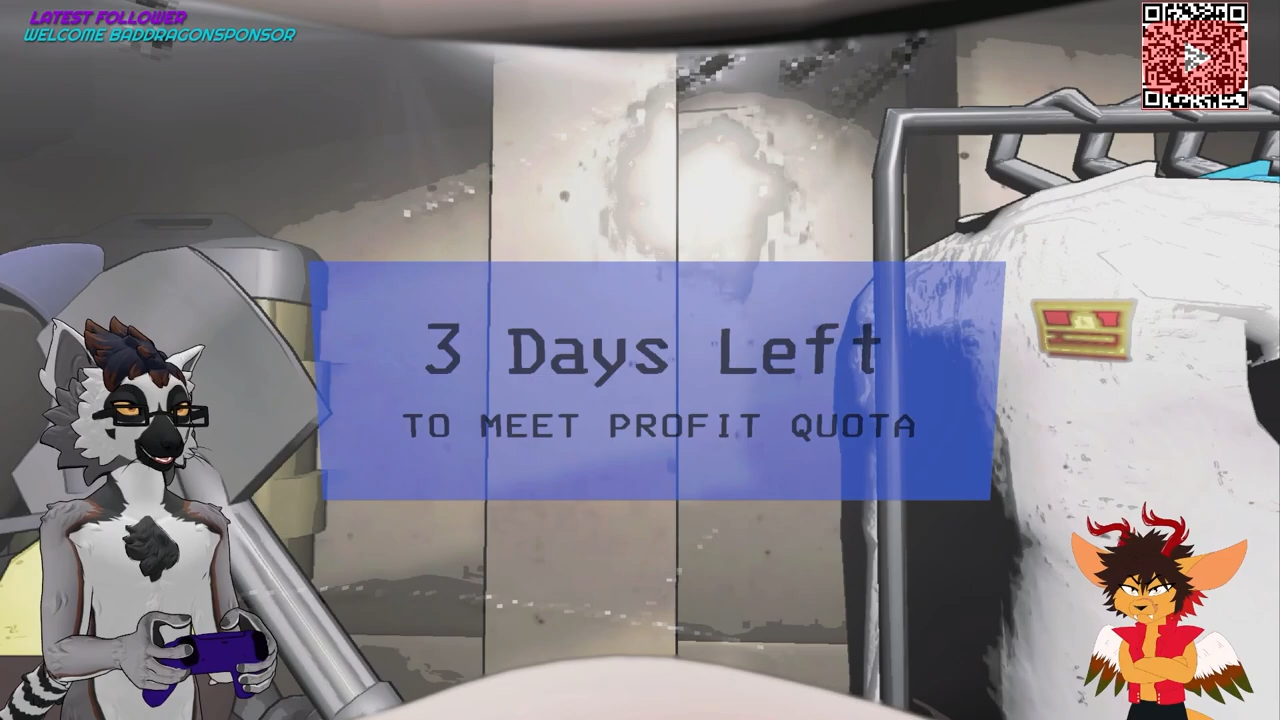 LATEST FOLLOWER
WELCOME BADDRAGONSPONSOR
3 Days Left
TO MEET PROFIT QUOTA